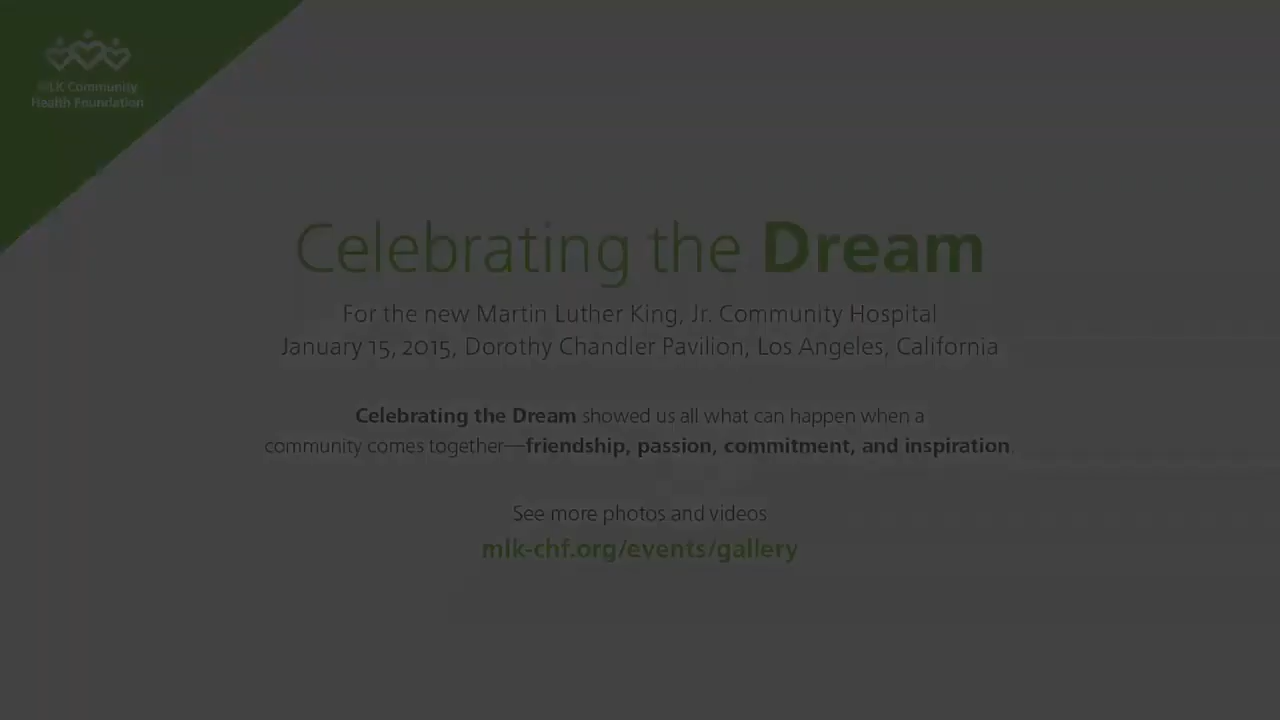 MLK Community
Health Foundation
Celebrating the Dream
For the new Martin Luther King, Jr. Community Hospital
January 15, 2015, Dorothy Chandler Pavilion, Los Angeles, California
Celebrating the Dream showed us all what can happen when a
community comes together—friendship, passion, commitment, and inspiration.
See more photos and videos
mlk-chf.org/events/gallery